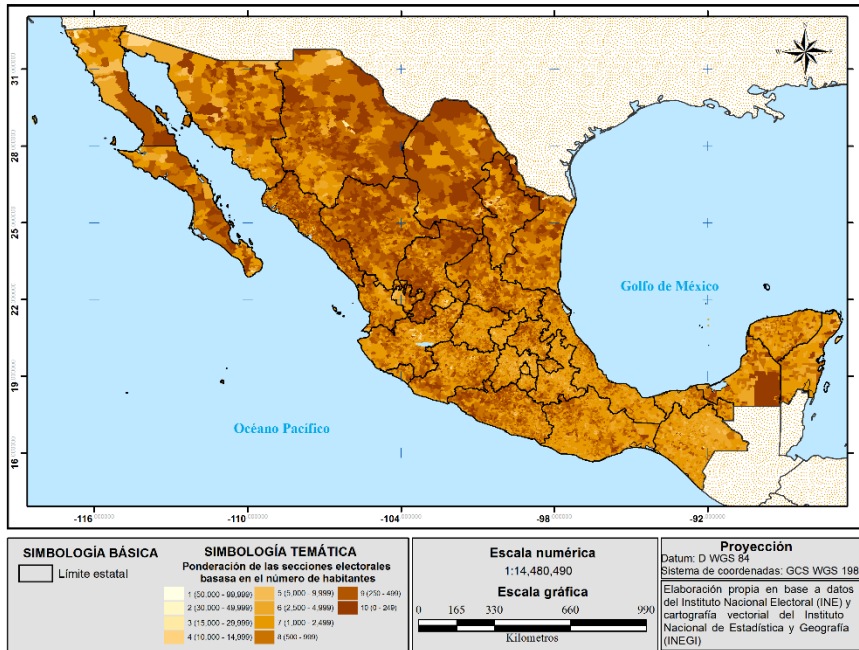 N
W
E
S
31
28
25
22
19
16
Golfo de México
Océano Pacífico
-116
-110
-104
-98
-92
SIMBOLOGÍA BÁSICA
Límite estatal
SIMBOLOGÍA TEMÁTICA
Ponderación de las secciones electorales
basasa en el número de habitantes
1 (50,000 - 99,999)
2 (30,000 - 49,999)
3 (15,000 - 29,999)
4 (10,000 - 14,999)
5 (5,000 - 9,999)
6 (2,500 - 4,999)
7 (1,000 - 2,499)
8 (500 - 999)
9 (250 - 499)
10 (0 - 249)
Escala numérica
1:14,480,490
Escala gráfica
0 165 330 660 990
Kilometros
Proyección
Datum: D WGS 84
Sistema de coordenadas: GCS WGS 198
Elaboración propia en base a datos
del Instituto Nacional Electoral (INE) y
cartografía vectorial del Instituto
Nacional de Estadística y Geografía
(INEGI)